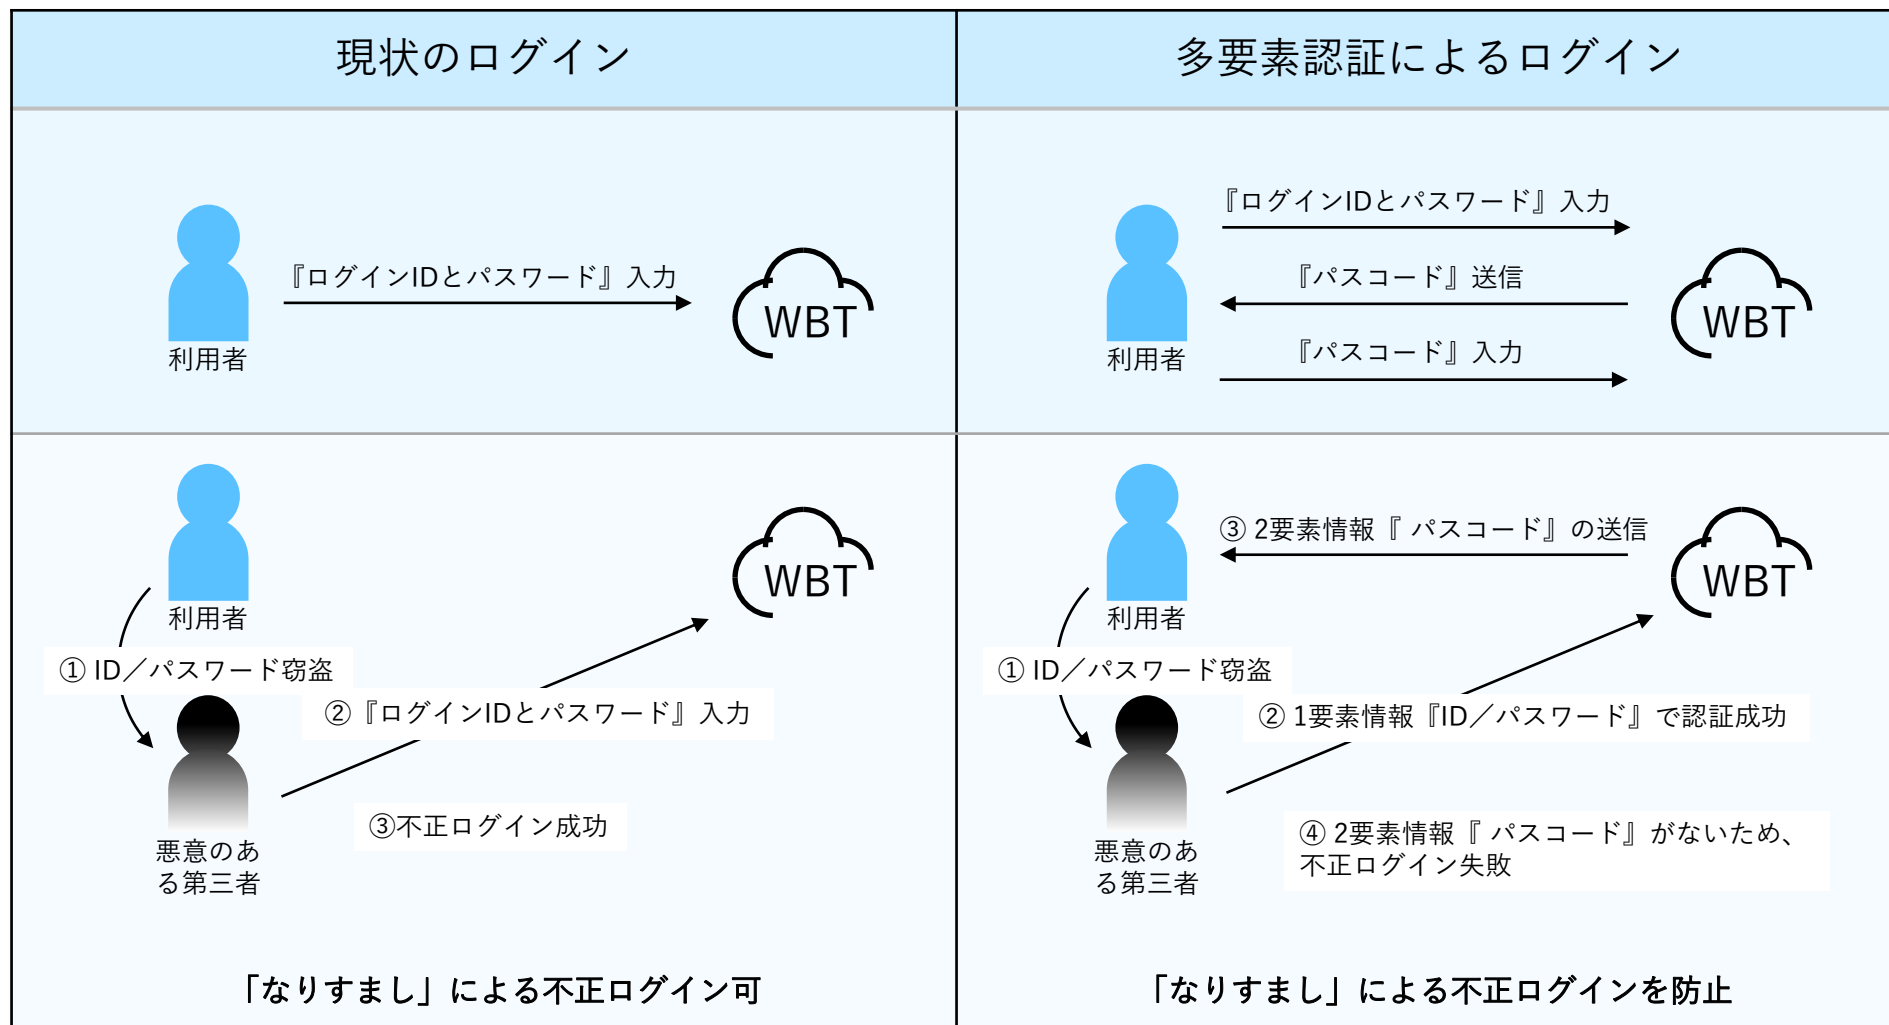 現状のログイン
多要素認証によるログイン
『ログインIDとパスワード』入力
WBT
利用者
『ログインIDとパスワード』入力
『パスコード』送信
『パスコード』入力
WBT
利用者
利用者
WBT
① ID／パスワード窃盗
②『ログインIDとパスワード』入力
③不正ログイン成功
悪意のあ
る第三者
「なりすまし」による不正ログイン可
③ 2要素情報『 パスコード』の送信
WBT
利用者
① ID／パスワード窃盗
② 1要素情報『ID／パスワード』で認証成功
④ 2要素情報『 パスコード』がないため、
不正ログイン失敗
悪意のあ
る第三者
「なりすまし」による不正ログインを防止